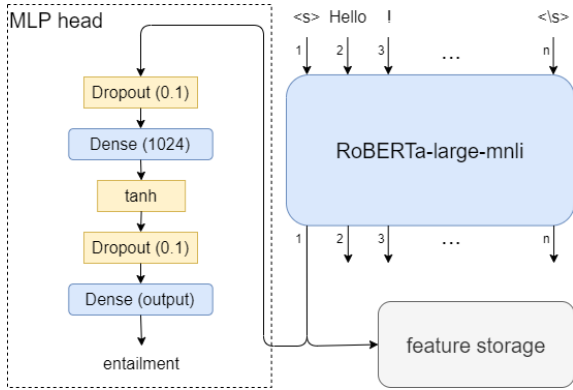 MLP head
Dropout (0.1)
Dense (1024)
tanh
Dropout (0.1)
Dense (output)
entailment
<s> Hello ! <\s>
1 2 3 ... n
RoBERTa-large-mnli
1 2 3 ... n
feature storage